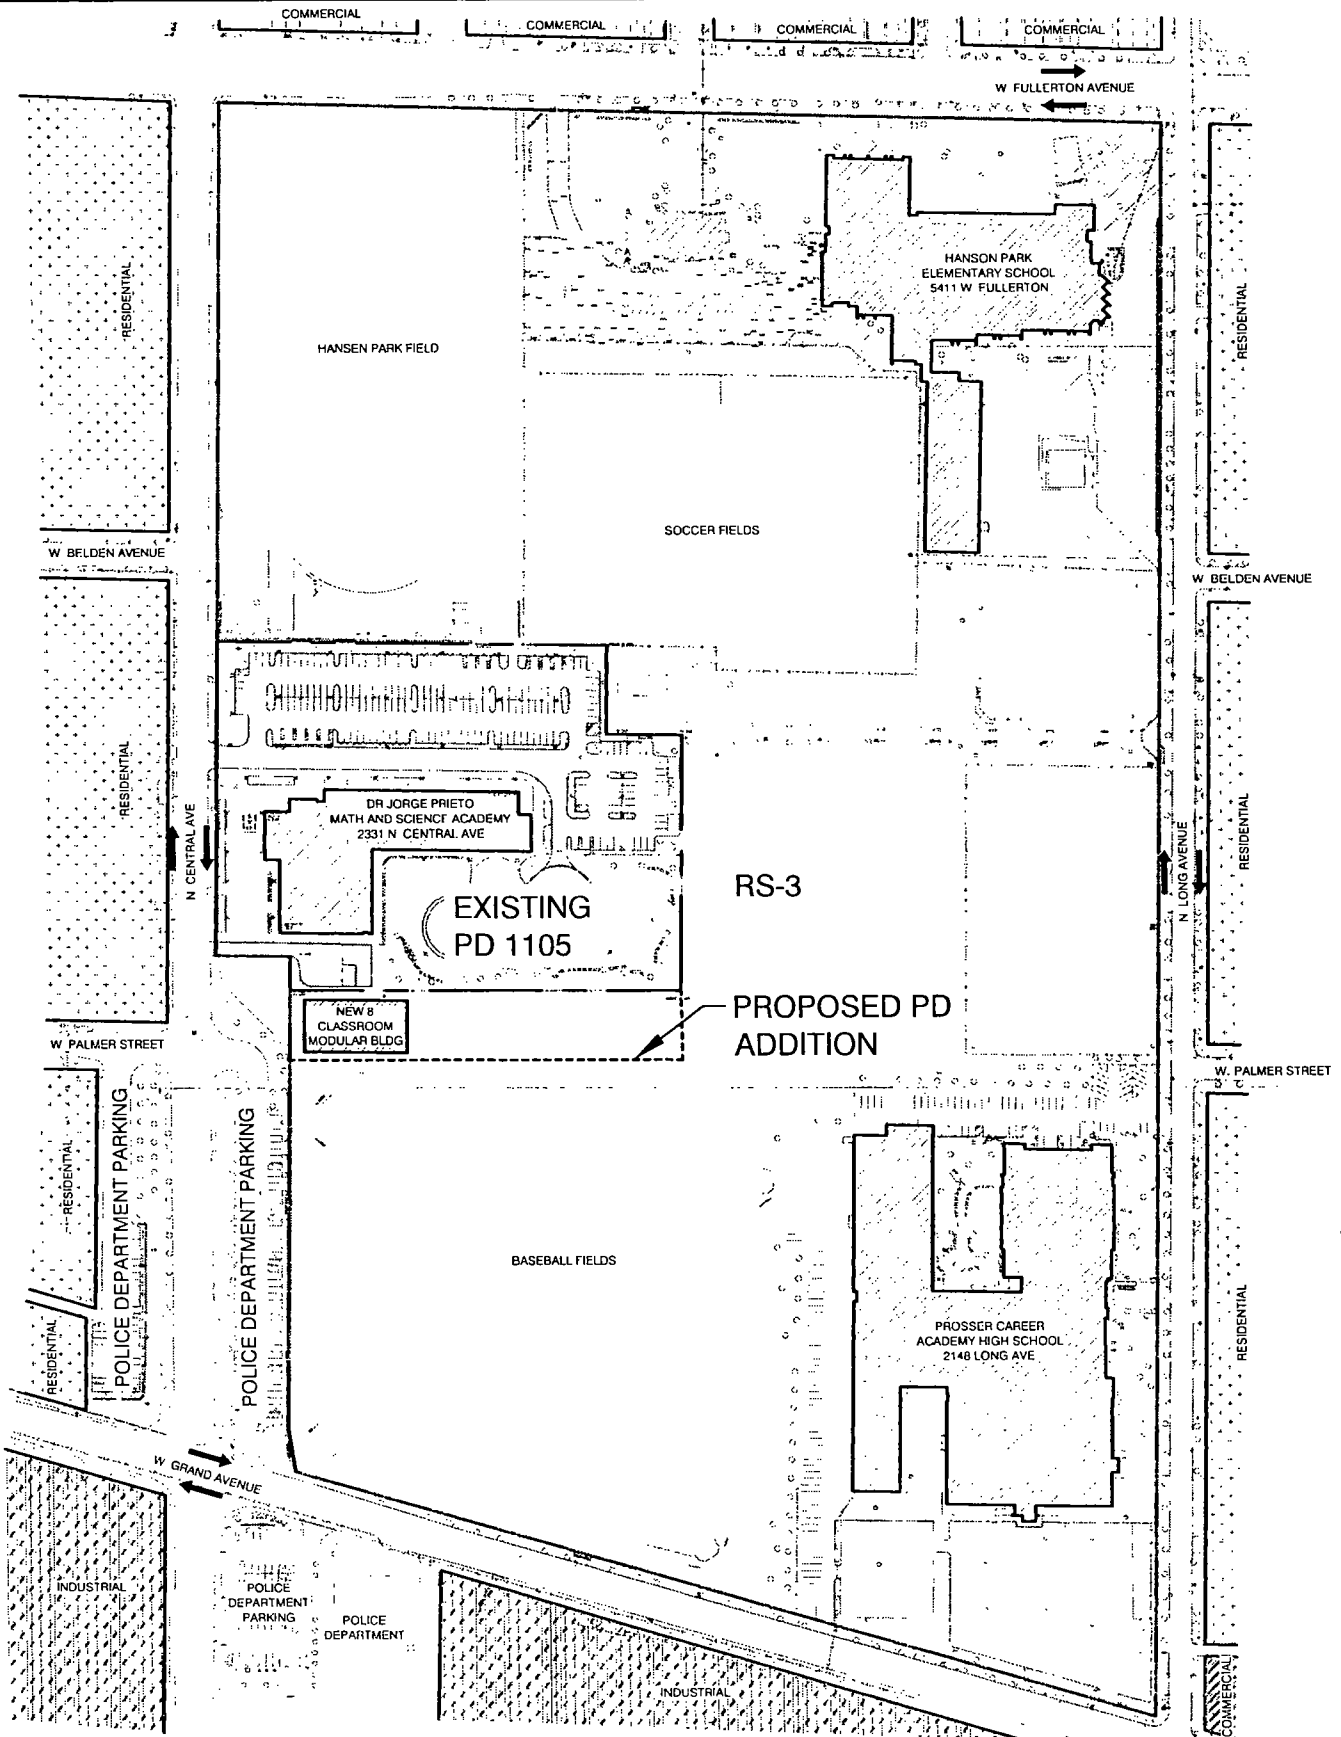 COMMERCIAL
COMMERCIAL
COMMERCIAL
COMMERCIAL
W FULLERTON AVENUE
RESIDENTIAL
HANSON PARK
ELEMENTARY SCHOOL
5411 W FULLERTON
RESIDENTIAL
HANSEN PARK FIELD
SOCCER FIELDS
W BELDEN AVENUE
W BELDEN AVENUE
RESIDENTIAL
N CENTRAL AVE
DR JORGE PRIETO
MATH AND SCIENCE ACADEMY
2331 N CENTRAL AVE
RS-3
N LONG AVENUE
RESIDENTIAL
EXISTING
PD 1105
NEW 8
CLASSROOM
MODULAR BLDG
PROPOSED PD
ADDITION
W PALMER STREET
W. PALMER STREET
RESIDENTIAL
POLICE DEPARTMENT PARKING
POLICE DEPARTMENT PARKING
BASEBALL FIELDS
PROSSER CAREER
ACADEMY HIGH SCHOOL
2148 LONG AVE
RESIDENTIAL
RESIDENTIAL
W GRAND AVENUE
INDUSTRIAL
POLICE
DEPARTMENT
PARKING
POLICE
DEPARTMENT
INDUSTRIAL
COMMERCIAL